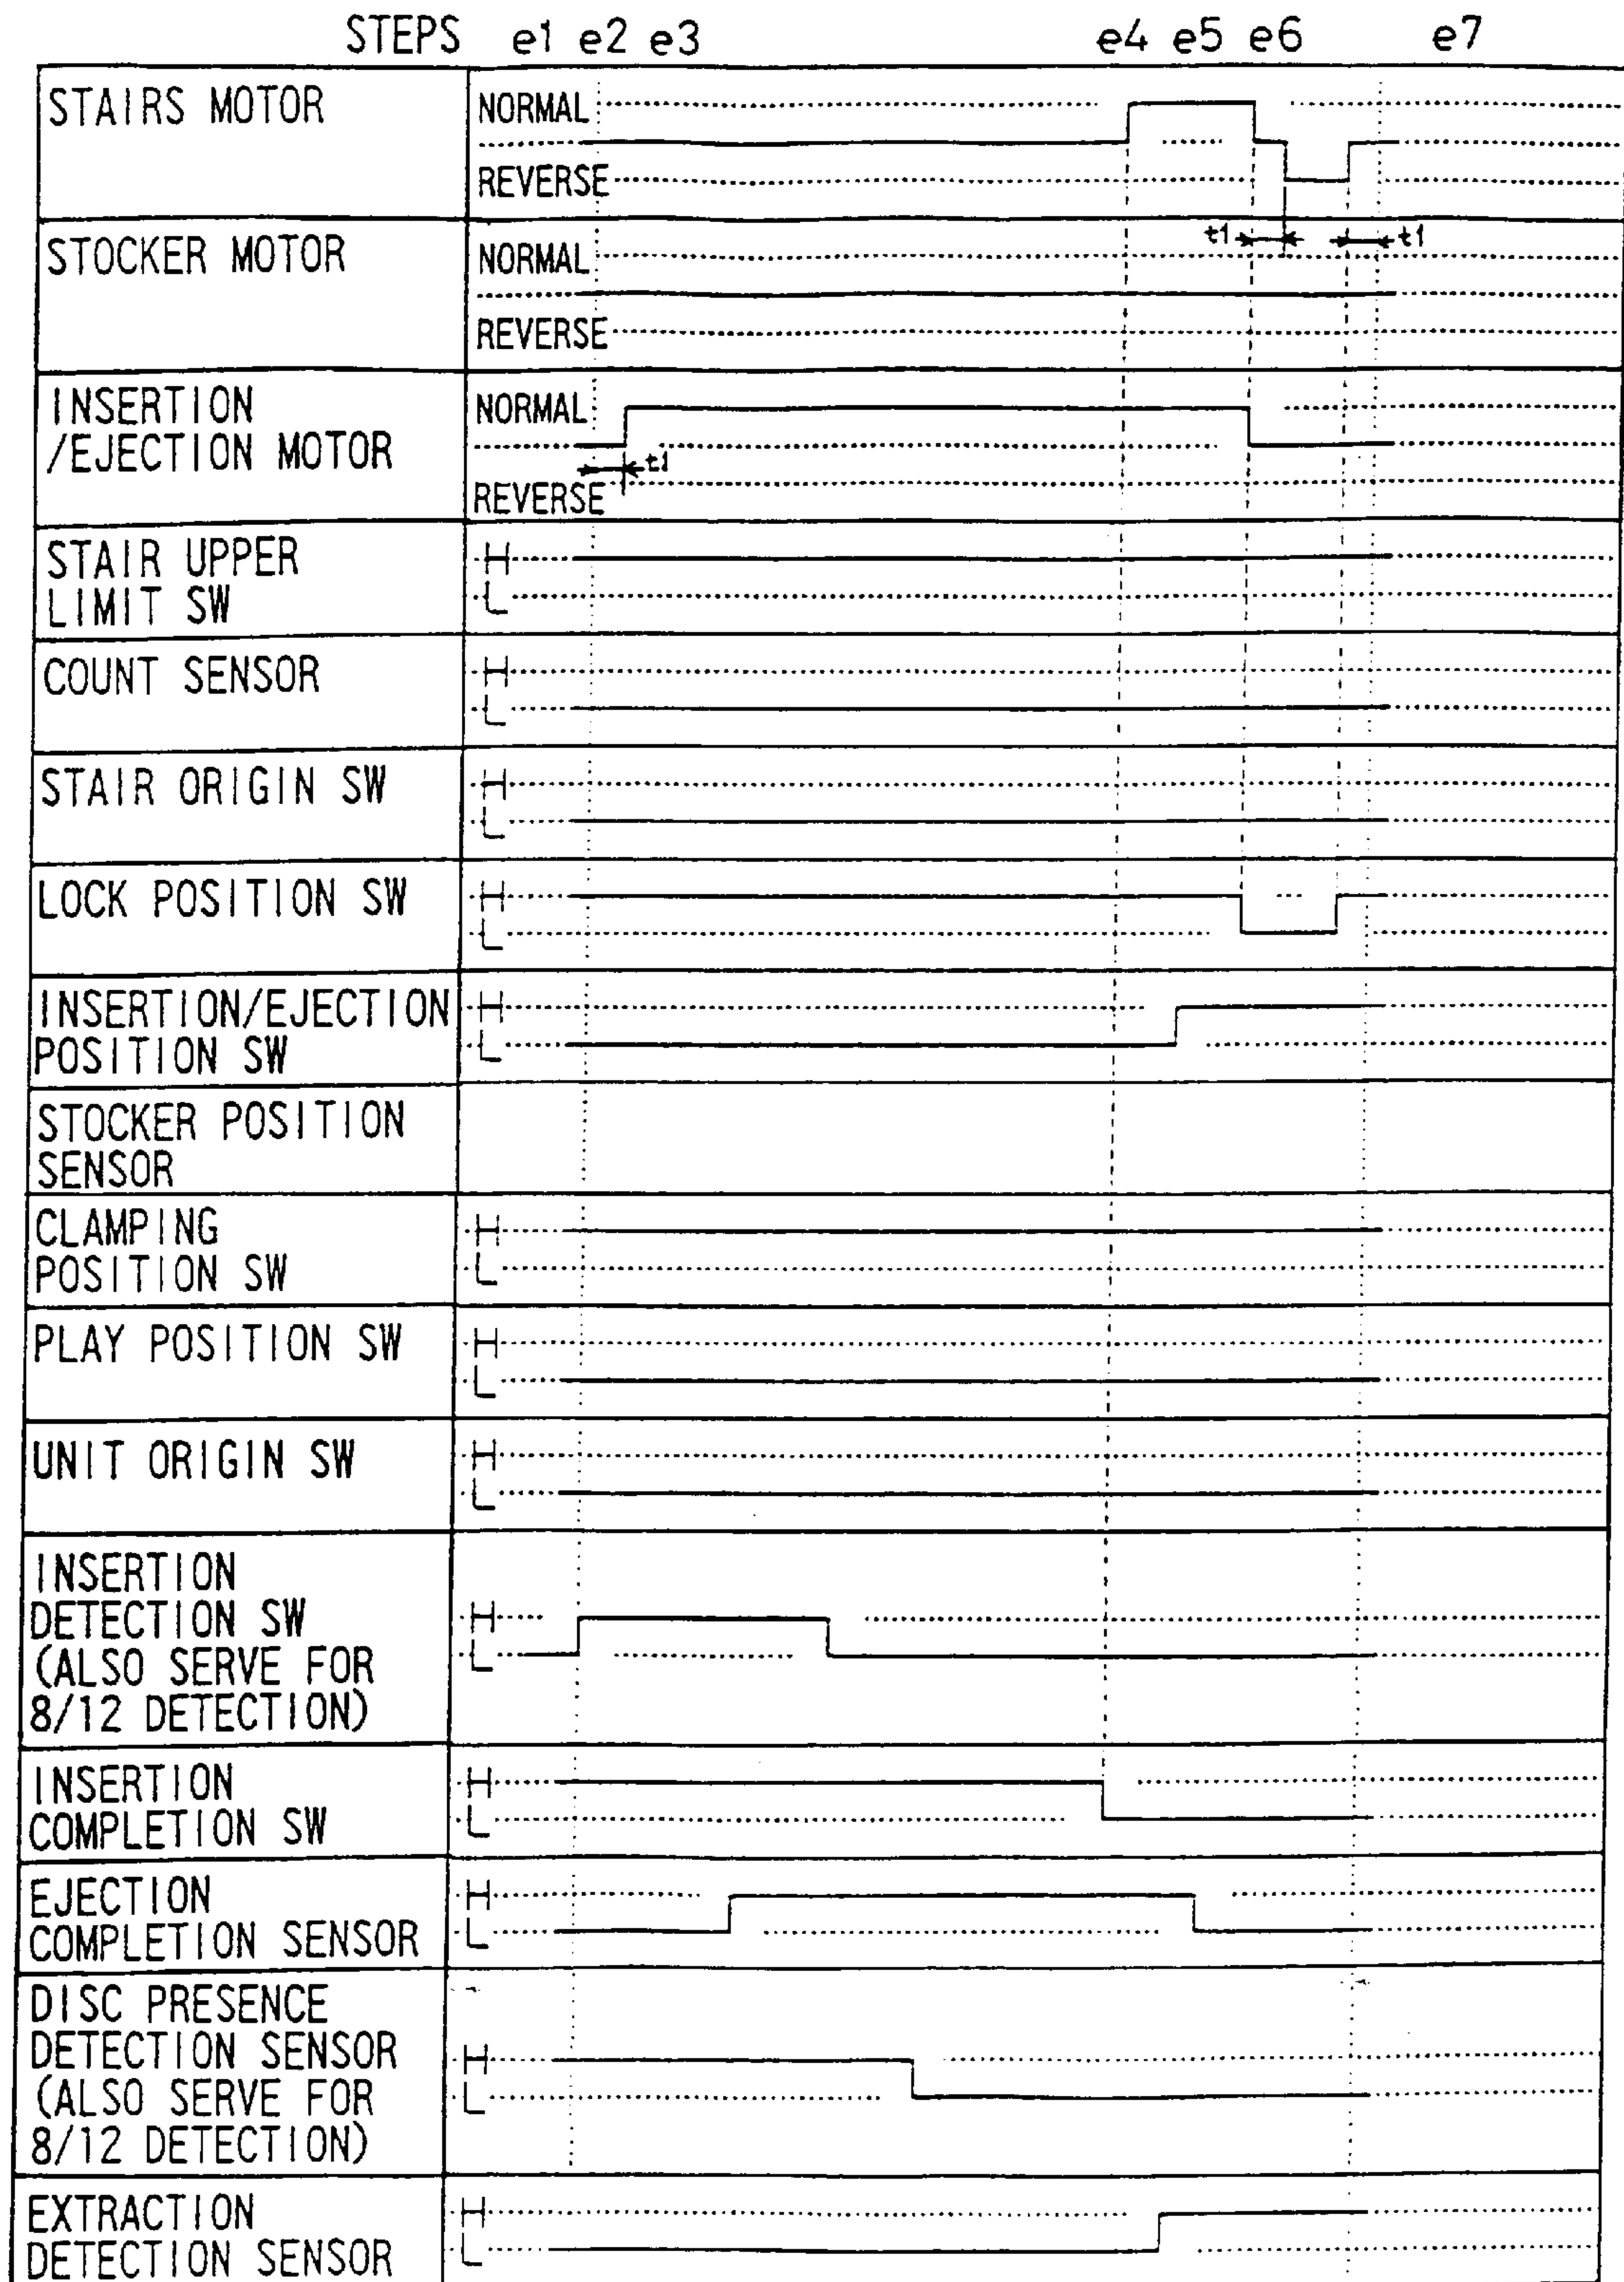 STEPS e1 e2 e3 e4 e5 e6 e7
STAIRS MOTOR
NORMAL
REVERSE
t1 t1
STOCKER MOTOR
NORMAL
REVERSE
INSERTION
/EJECTION MOTOR
NORMAL
t1
REVERSE
STAIR UPPER
LIMIT SW
H
L
COUNT SENSOR
H
L
STAIR ORIGIN SW
H
L
LOCK POSITION SW
H
L
INSERTION/EJECTION
POSITION SW
H
L
STOCKER POSITION
SENSOR
CLAMPING
POSITION SW
H
L
PLAY POSITION SW
H
L
UNIT ORIGIN SW
H
L
INSERTION
DETECTION SW
(ALSO SERVE FOR
8/12 DETECTION)
H
L
INSERTION
COMPLETION SW
H
L
EJECTION
COMPLETION SENSOR
H
L
DISC PRESENCE
DETECTION SENSOR
(ALSO SERVE FOR
8/12 DETECTION)
H
L
EXTRACTION
DETECTION SENSOR
H
L